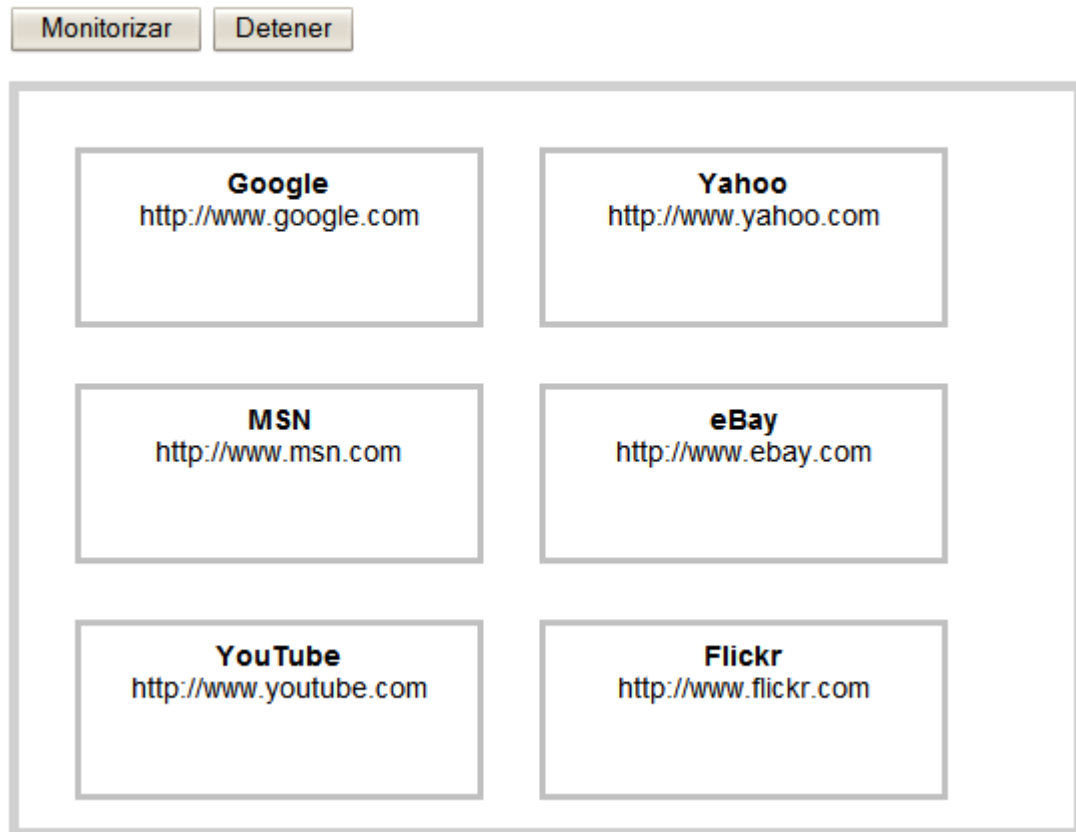 Monitorizar Detener
Google
http://www.google.com
Yahoo
http://www.yahoo.com
MSN
http://www.msn.com
eBay
http://www.ebay.com
YouTube
http://www.youtube.com
Flickr
http://www.flickr.com